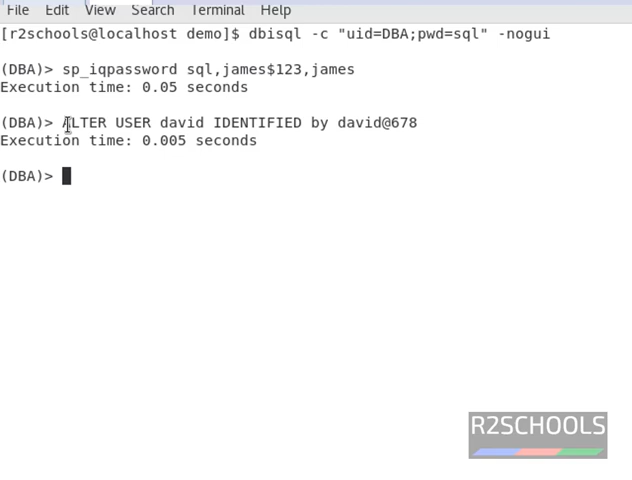 File Edit View Search Terminal Help
[r2schools@localhost demo]$ dbisql -c "uid=DBA;pwd=sql" -nogui
(DBA)> sp_iqpassword sql,james$123,james
Execution time: 0.05 seconds
(DBA)> ALTER USER david IDENTIFIED by david@678
Execution time: 0.005 seconds
(DBA)>
R2SCHOOLS